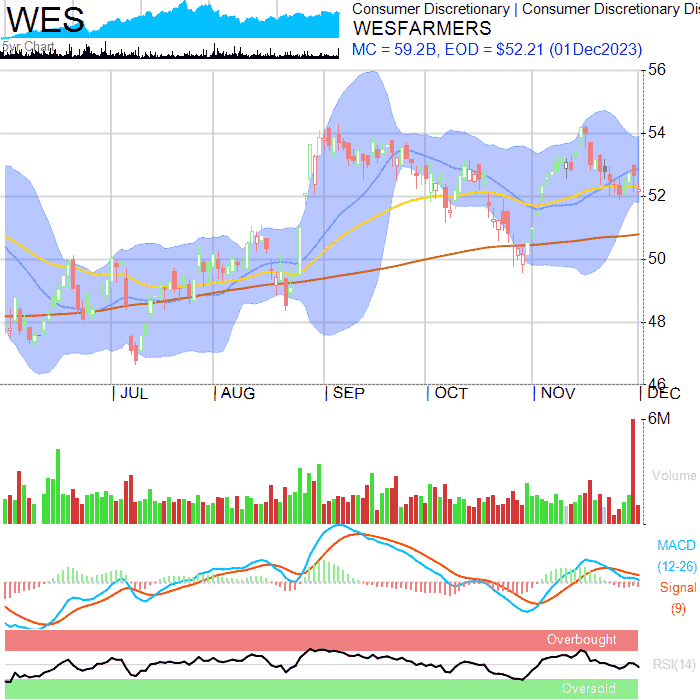 WES
5yr Chart
Consumer Discretionary | Consumer Discretionary Dis
WESFARMERS
MC = 59.2B, EOD = $52.21 (01Dec2023)
56
54
52
50
48
46
| JUL
| AUG
| SEP
| OCT
| NOV
| DEC
6M
Volume
MACD
(12-26)
Signal
(9)
Overbought
RSI(14)
Oversold